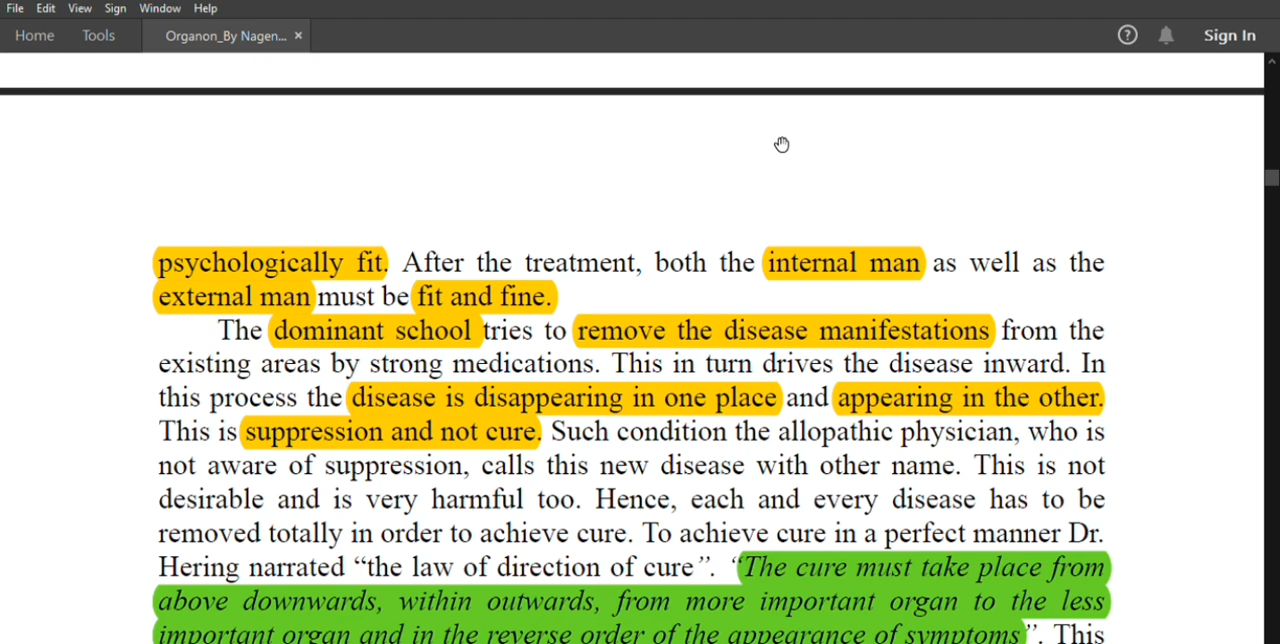 File Edit View Sign Window Help
Home Tools Organon_By Nagen... × ? Sign In
psychologically fit. After the treatment, both the internal man as well as the
external man must be fit and fine.
The dominant school tries to remove the disease manifestations from the
existing areas by strong medications. This in turn drives the disease inward. In
this process the disease is disappearing in one place and appearing in the other.
This is suppression and not cure. Such condition the allopathic physician, who is
not aware of suppression, calls this new disease with other name. This is not
desirable and is very harmful too. Hence, each and every disease has to be
removed totally in order to achieve cure. To achieve cure in a perfect manner Dr.
Hering narrated “the law of direction of cure”. “The cure must take place from
above downwards, within outwards, from more important organ to the less
important organ and in the reverse order of the appearance of symptoms”. This